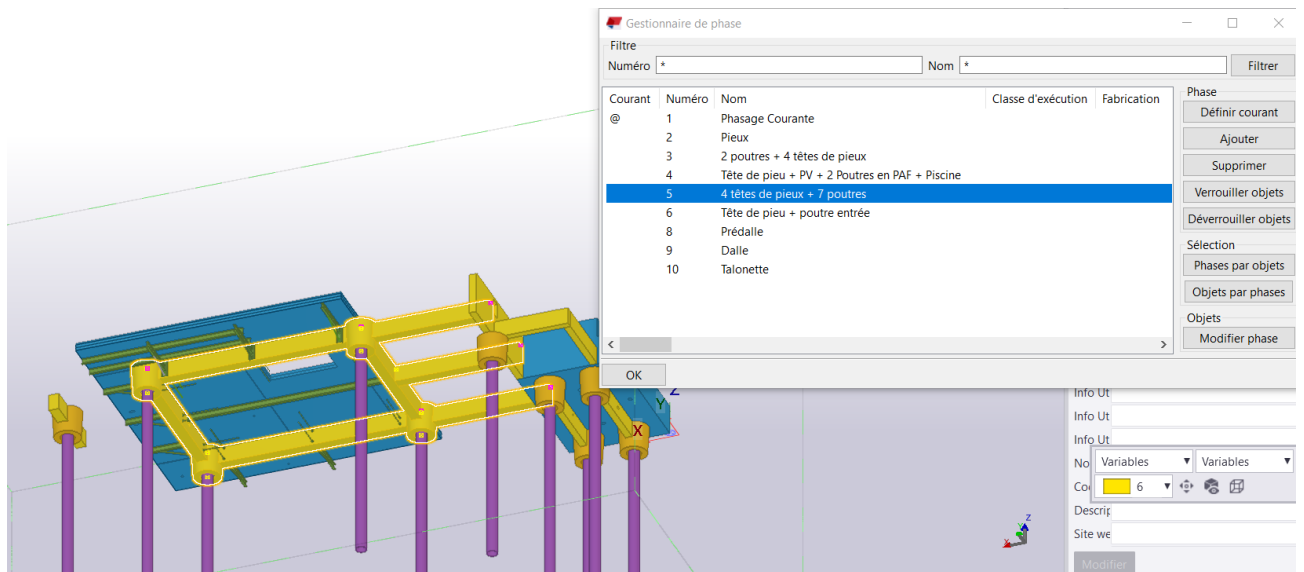 Gestionnaire de phase
Filtre
Numéro * Nom * Filtrer
Courant Numéro Nom Classe d'exécution Fabrication
@ 1 Phasage Courante
2 Pieux
3 2 poutres + 4 têtes de pieux
4 Tête de pieu + PV + 2 Poutres en PAF + Piscine
5 4 têtes de pieux + 7 poutres
6 Tête de pieu + poutre entrée
8 Prédalle
9 Dalle
10 Talonette
Phase
Définir courant
Ajouter
Supprimer
Verrouiller objets
Déverrouiller objets
Sélection
Phases par objets
Objets par phases
Objets
Modifier phase
OK
Info Ut
Info Ut
Info Ut
No
Variables Variables
Co
6
Descrip
Site we
Modifier
Z
Y
X
Z
X